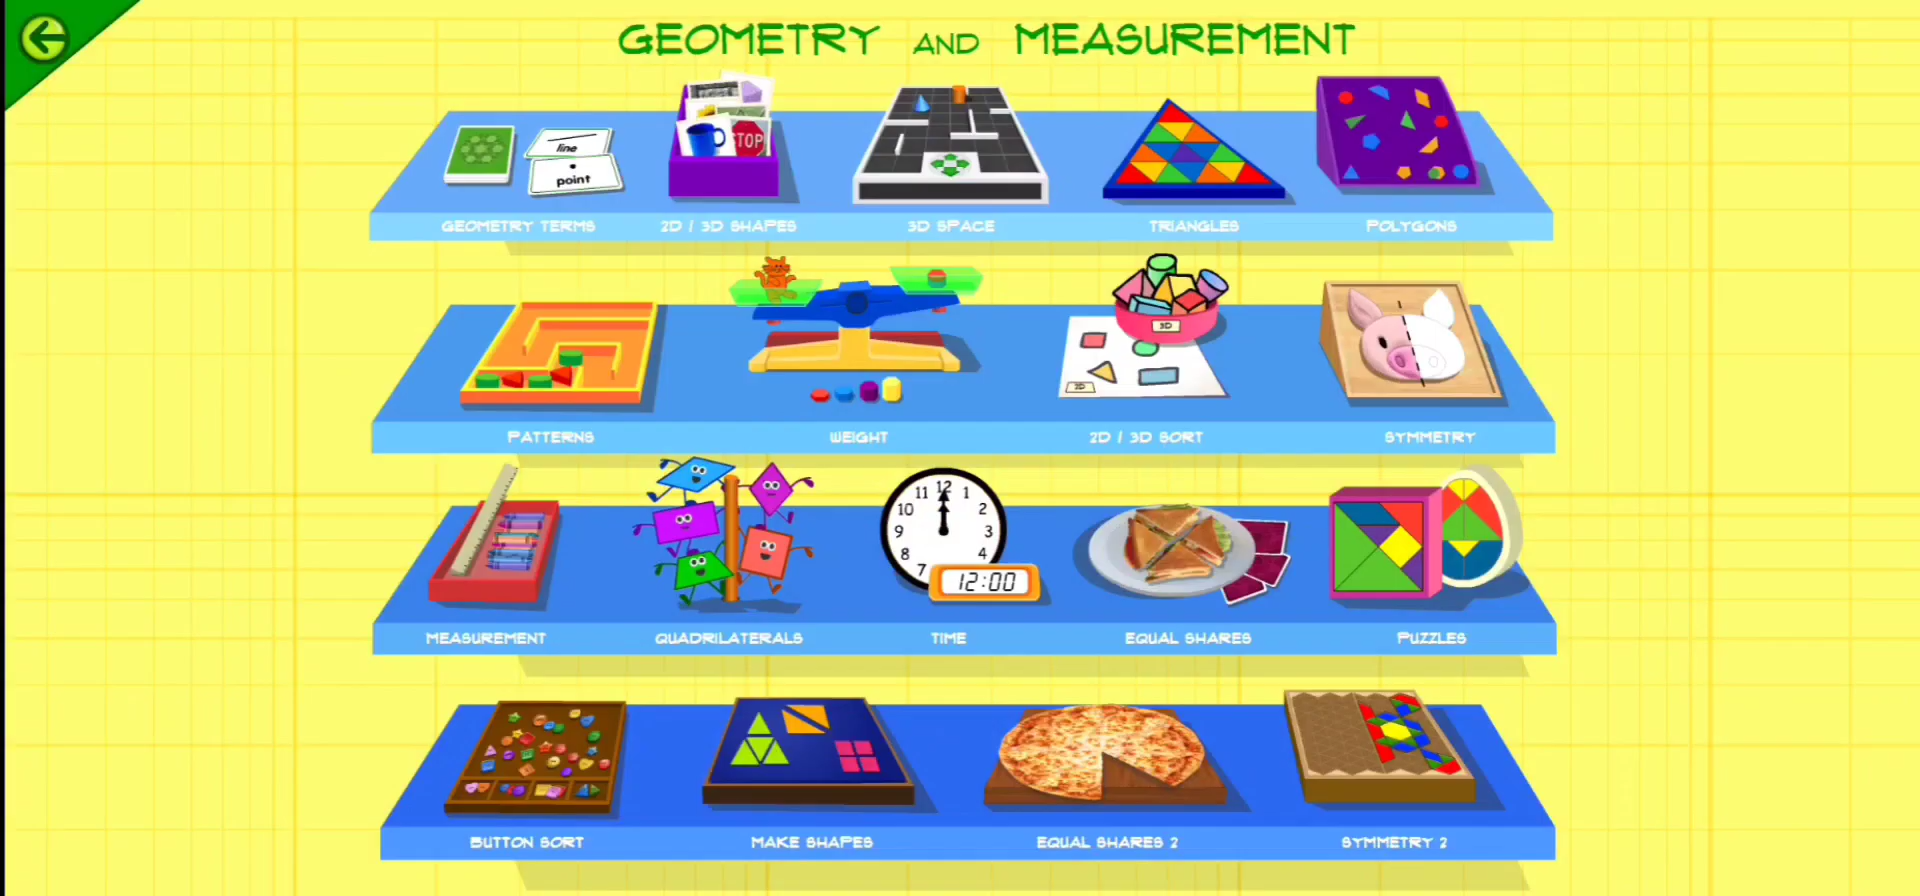 GEOMETRY AND MEASUREMENT
line
point
STOP
GEOMETRY TERMS
2D / 3D SHAPES
3D SPACE
TRIANGLES
POLYGONS
3D
2D
PATTERNS
WEIGHT
2D / 3D SORT
SYMMETRY
11 12 1
10 2
9 3
8 4
7
12:00
MEASUREMENT
QUADRILATERALS
TIME
EQUAL SHARES
PUZZLES
BUTTON SORT
MAKE SHAPES
EQUAL SHARES 2
SYMMETRY 2